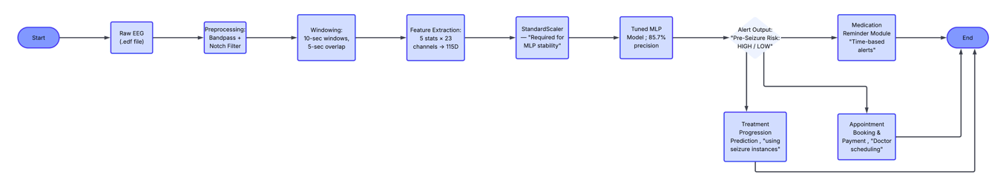 Start
Raw EEG
(.edf file)
Preprocessing:
Bandpass +
Notch Filter
Windowing:
10-sec windows,
5-sec overlap
Feature Extraction:
5 stats × 23
channels → 115D
StandardScaler
— "Required for
MLP stability"
Tuned MLP
Model ; 85.7%
precision
Alert Output:
"Pre-Seizure Risk:
HIGH / LOW"
Medication
Reminder Module
"Time-based
alerts"
End
Treatment
Progression
Prediction , "using
seizure instances"
Appointment
Booking &
Payment , "Doctor
scheduling"